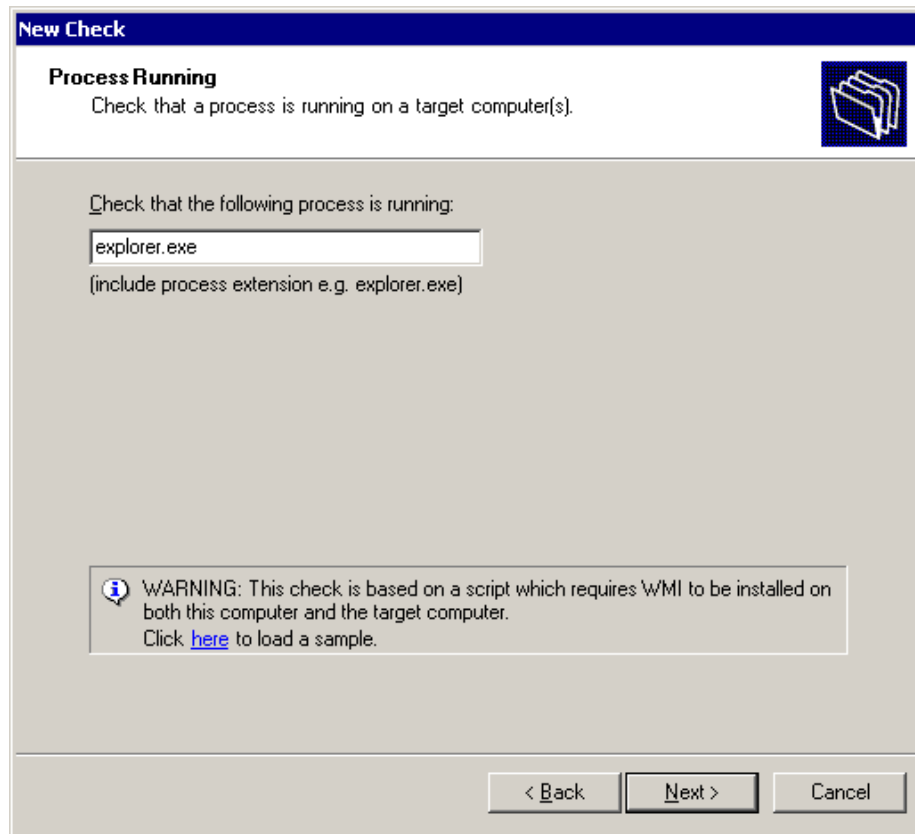 New Check
Process Running
Check that a process is running on a target computer(s).
Check that the following process is running:
explorer.exe
(include process extension e.g. explorer.exe)
WARNING: This check is based on a script which requires WMI to be installed on
both this computer and the target computer.
Click here to load a sample.
< Back
Next >
Cancel